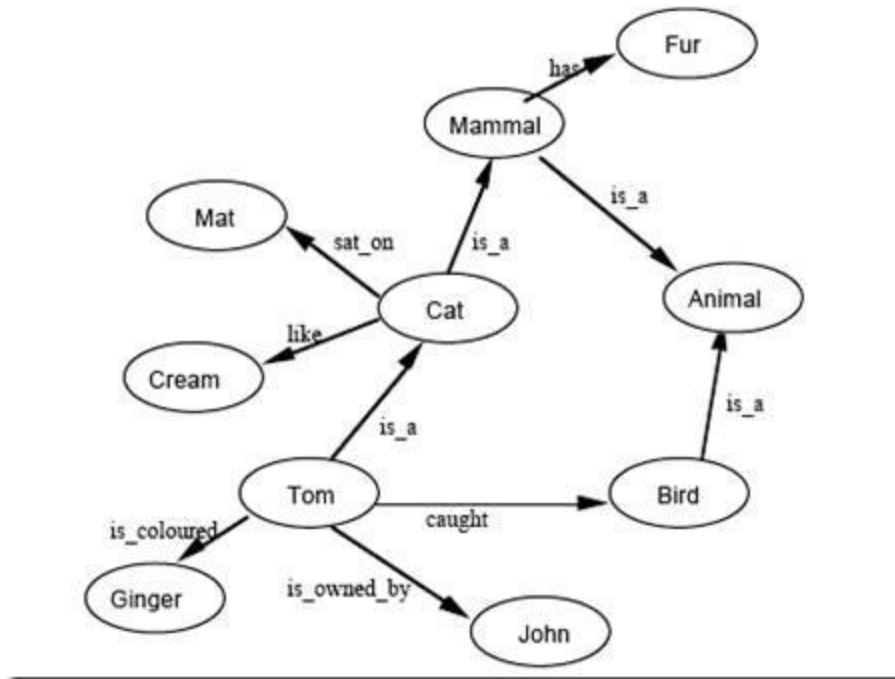 Fur
has
Mammal
is_a
Mat
sat_on
is_a
Animal
Cat
like
Cream
is_a
is_a
Tom
Bird
caught
is_coloured
is_owned_by
Ginger
John